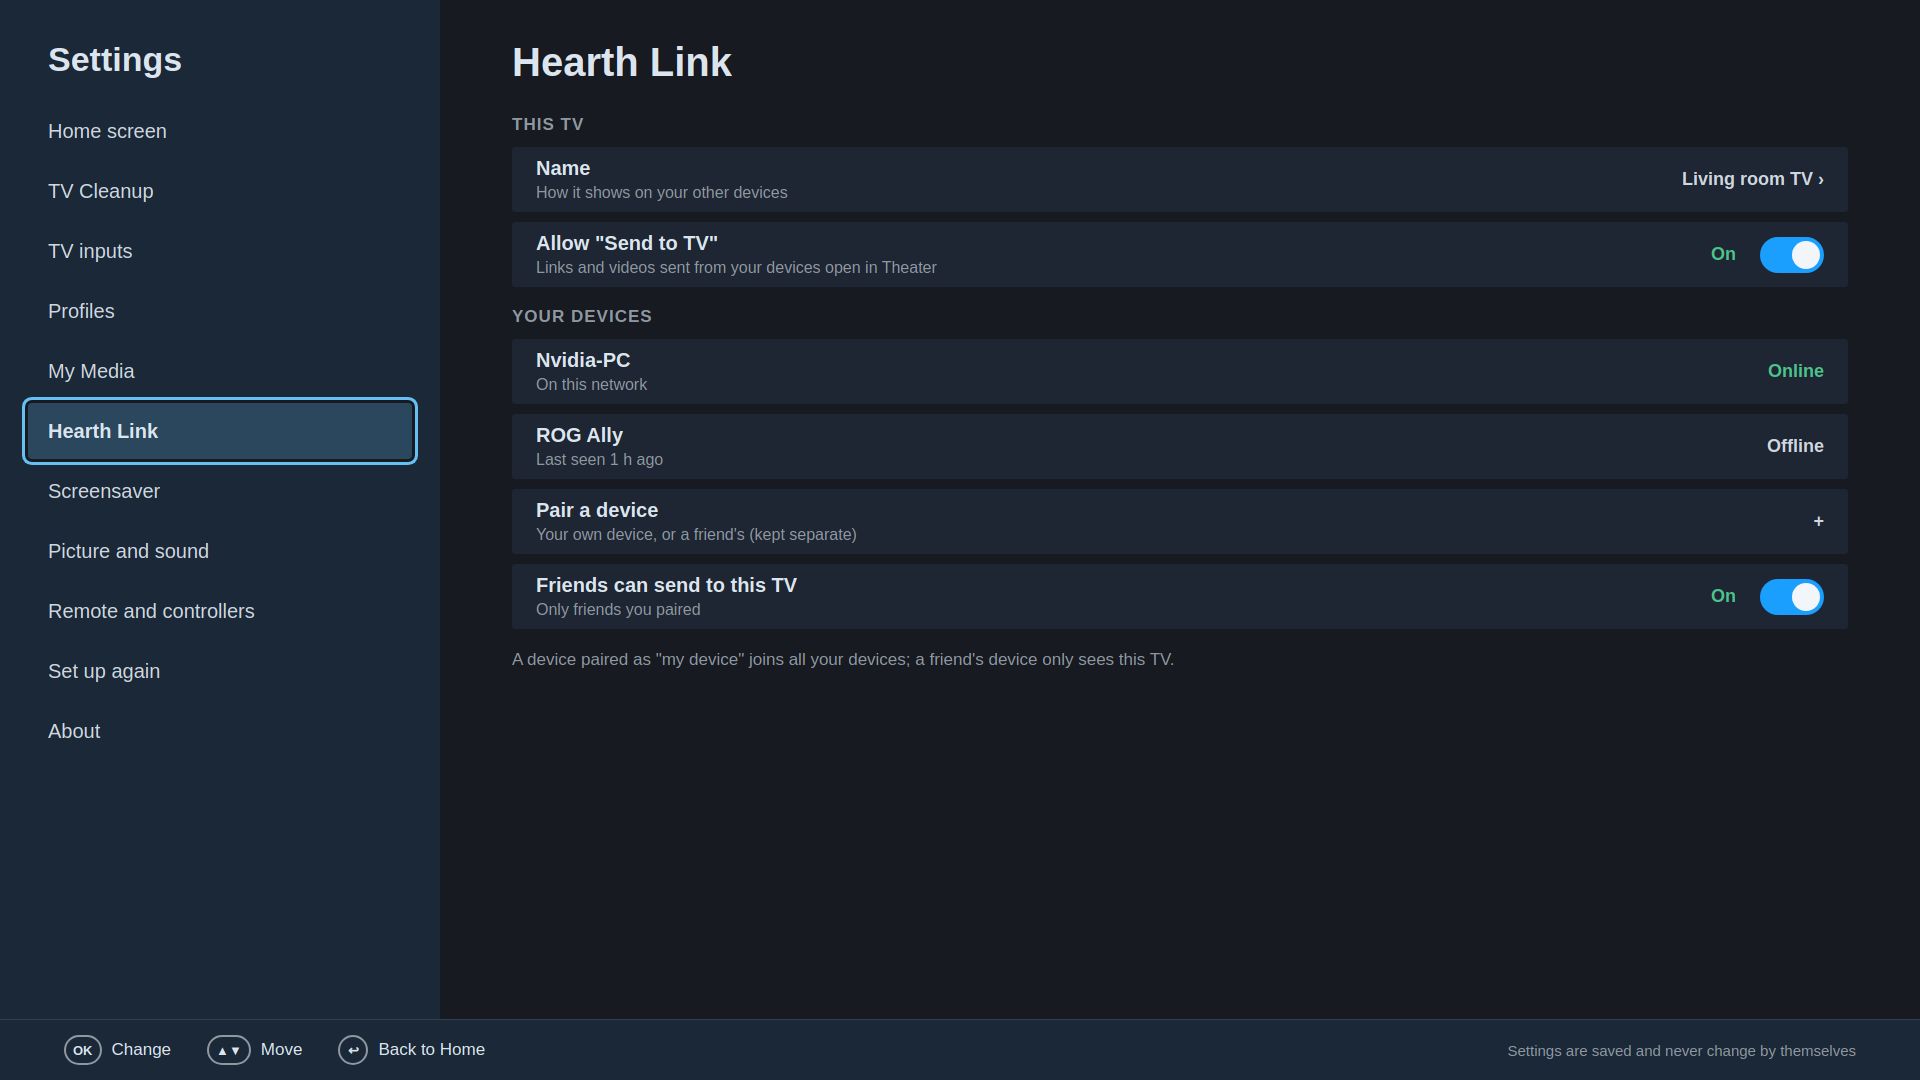 Settings
Home screen
TV Cleanup
TV inputs
Profiles
My Media
Hearth Link
Screensaver
Picture and sound
Remote and controllers
Set up again
About
Hearth Link
THIS TV
Name
How it shows on your other devices
Living room TV ›
Allow "Send to TV"
Links and videos sent from your devices open in Theater
On
YOUR DEVICES
Nvidia-PC
On this network
Online
ROG Ally
Last seen 1 h ago
Offline
Pair a device
Your own device, or a friend's (kept separate)
+
Friends can send to this TV
Only friends you paired
On
A device paired as "my device" joins all your devices; a friend's device only sees this TV.
OK Change ▲▼ Move ↩ Back to Home
Settings are saved and never change by themselves